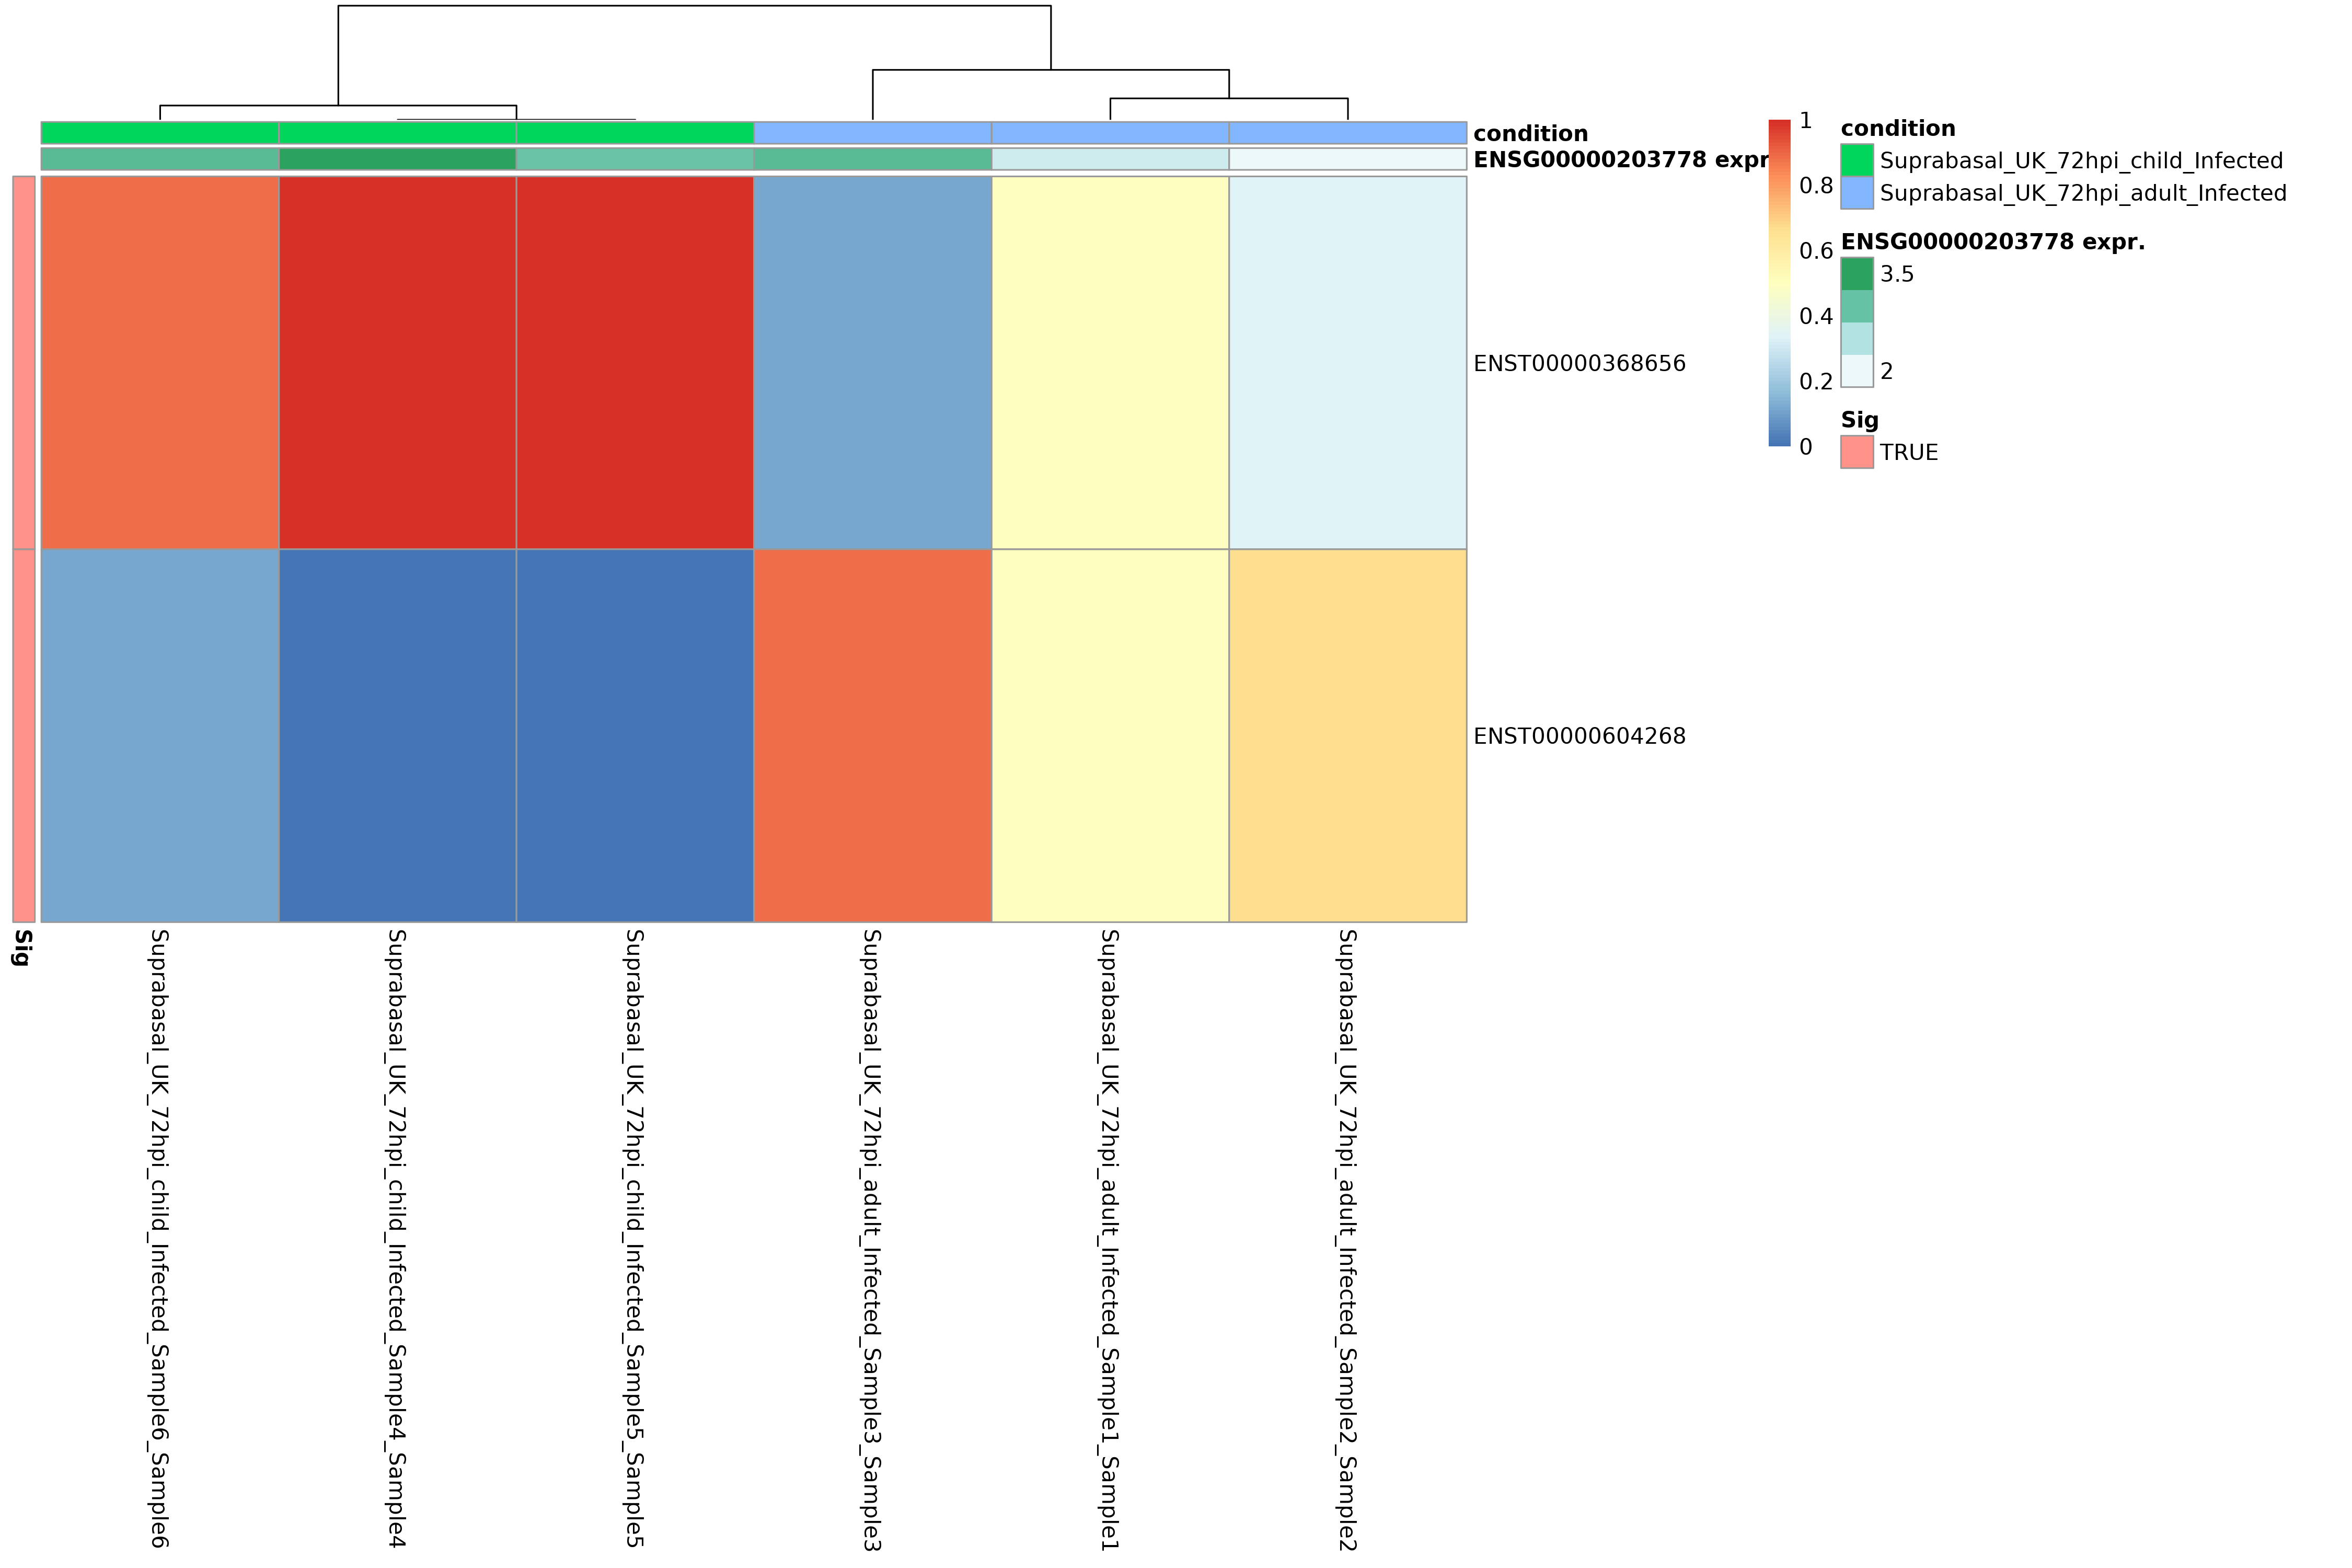 condition
ENSG00000203778 expr.
1
0.8
0.6
0.4
0.2
0
condition
Suprabasal_UK_72hpi_child_Infected
Suprabasal_UK_72hpi_adult_Infected
ENSG00000203778 expr.
3.5
2
Sig
TRUE
ENST00000368656
ENST00000604268
Sig
Suprabasal_UK_72hpi_child_Infected_Sample6_Sample6
Suprabasal_UK_72hpi_child_Infected_Sample4_Sample4
Suprabasal_UK_72hpi_child_Infected_Sample5_Sample5
Suprabasal_UK_72hpi_adult_Infected_Sample3_Sample3
Suprabasal_UK_72hpi_adult_Infected_Sample1_Sample1
Suprabasal_UK_72hpi_adult_Infected_Sample2_Sample2